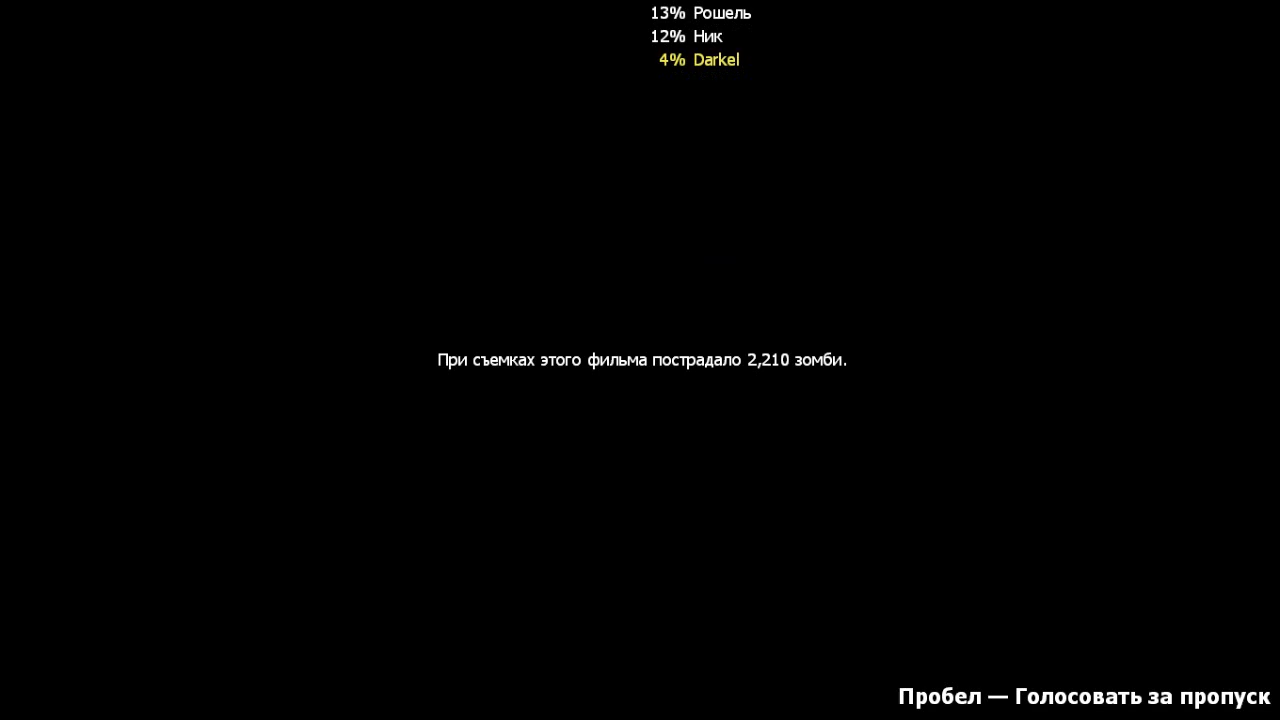 13% Рошель
12% Ник
4% Darkel
При съемках этого фильма пострадало 2,210 зомби.
Пробел — Голосовать за пропуск